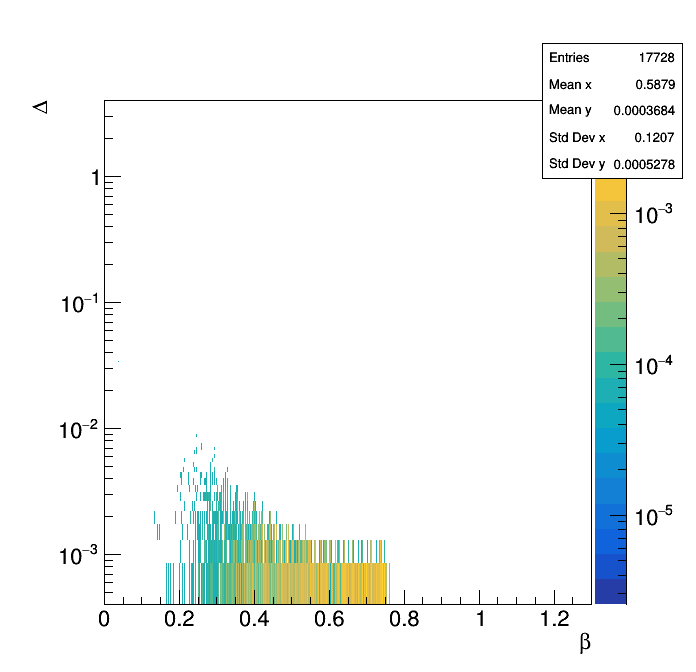 Entries 17728
Mean x 0.5879
Mean y 0.0003684
Std Dev x 0.1207
Std Dev y 0.0005278
Δ
1
10⁻¹
10⁻²
10⁻³
10⁻³
10⁻⁴
10⁻⁵
0 0.2 0.4 0.6 0.8 1 1.2
β